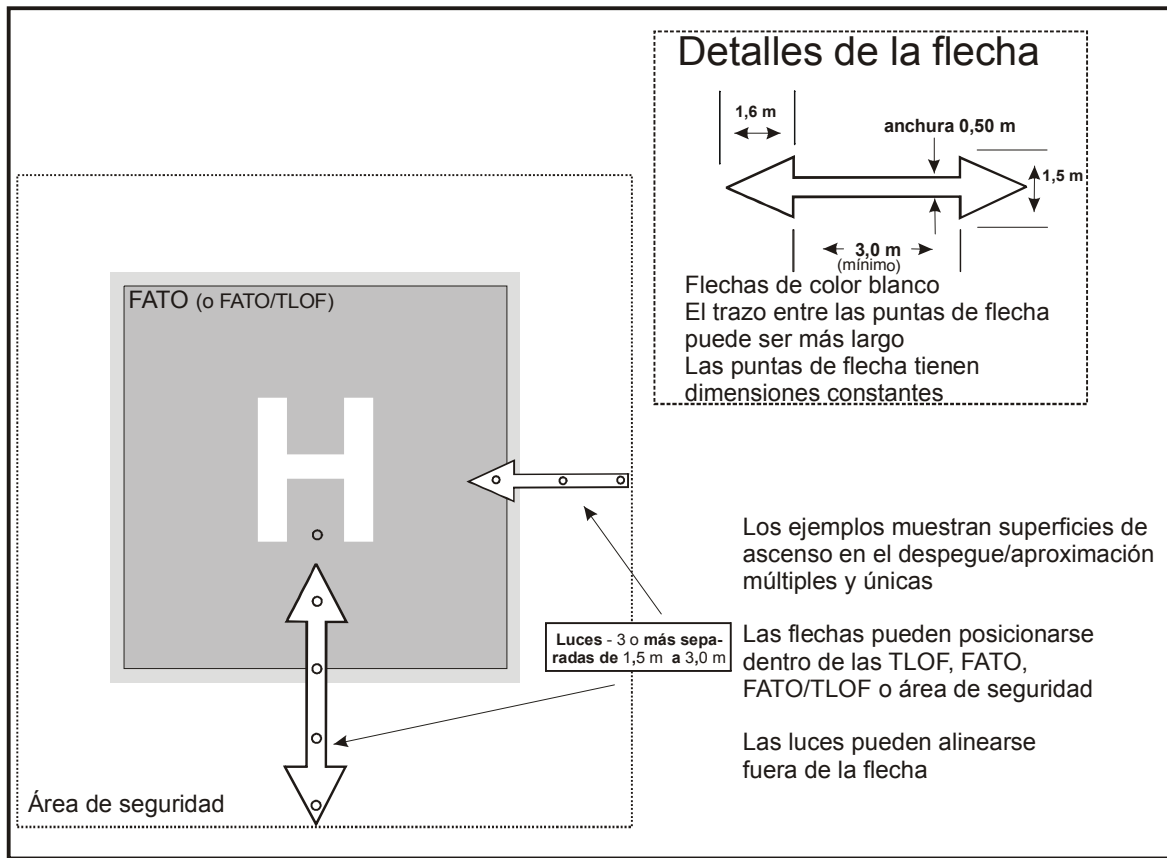 Detalles de la flecha
1,6 m
anchura 0,50 m
1,5 m
3,0 m
(mínimo)
Flechas de color blanco
El trazo entre las puntas de flecha
puede ser más largo
Las puntas de flecha tienen
dimensiones constantes
FATO (o FATO/TLOF)
H
Los ejemplos muestran superficies de
ascenso en el despegue/aproximación
múltiples y únicas
Luces - 3 o más sepa-
radas de 1,5 m a 3,0 m
Las flechas pueden posicionarse
dentro de las TLOF, FATO,
FATO/TLOF o área de seguridad
Las luces pueden alinearse
fuera de la flecha
Área de seguridad